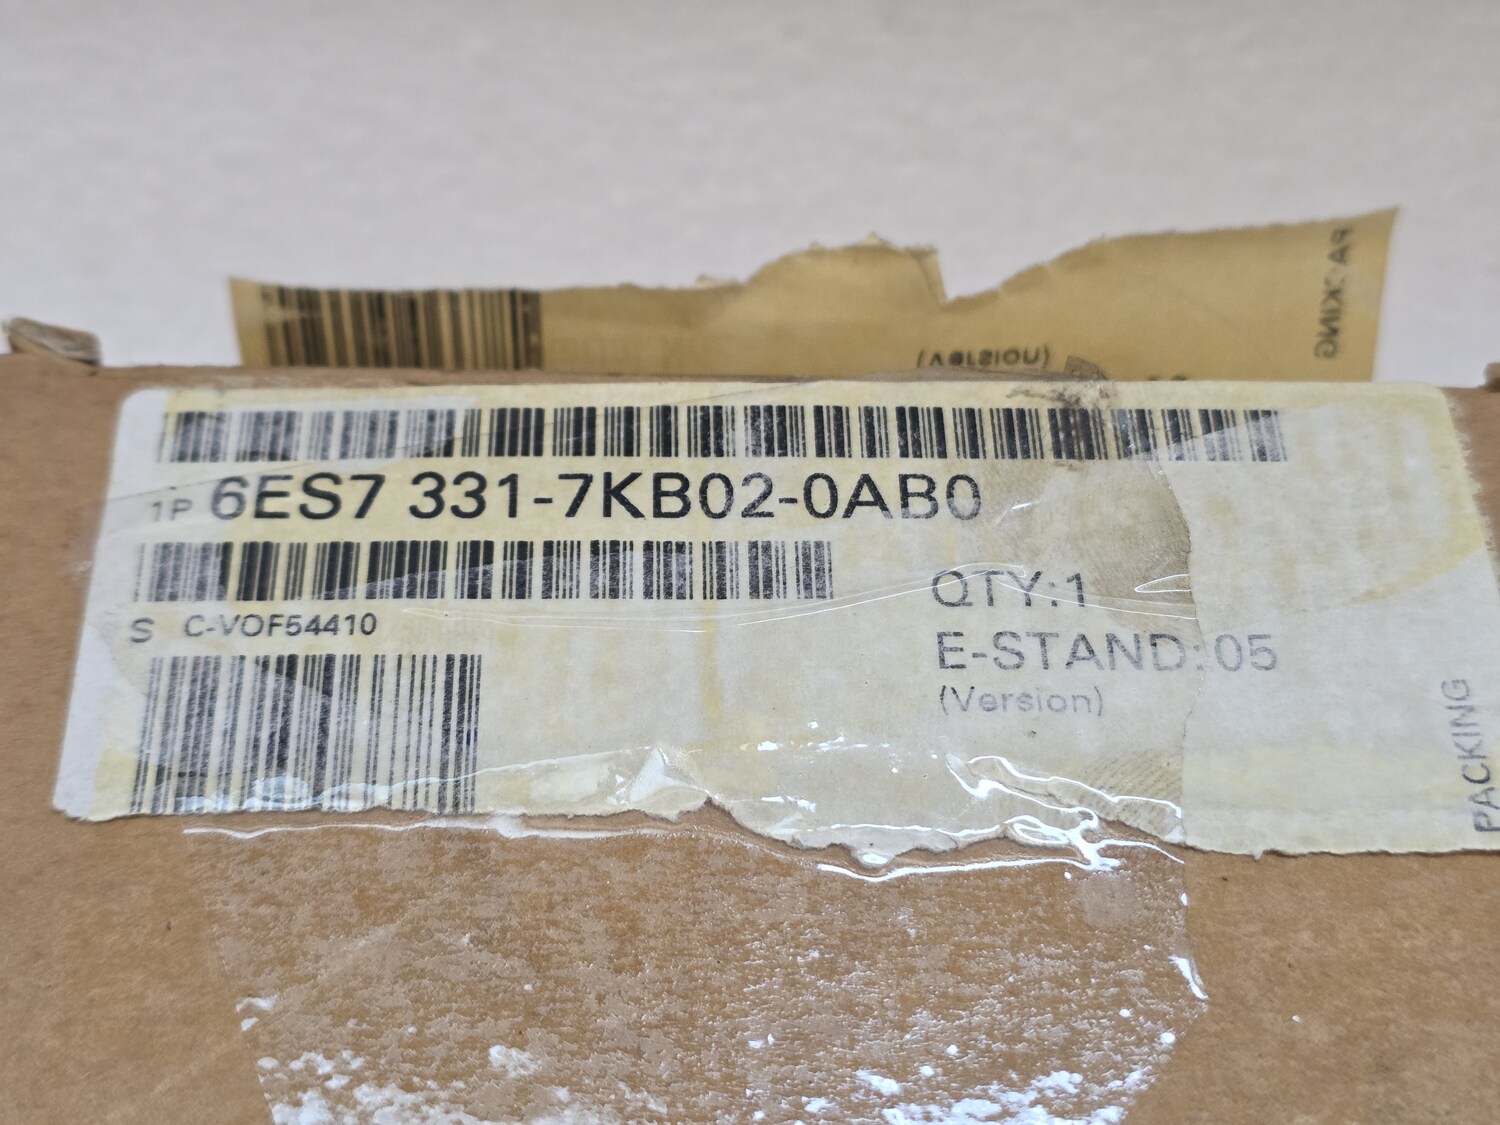 PACKING
(Version)
1P 6ES7 331-7KB02-0AB0
S C-VOF54410
QTY:1
E-STAND:05
(Version)
PACKING